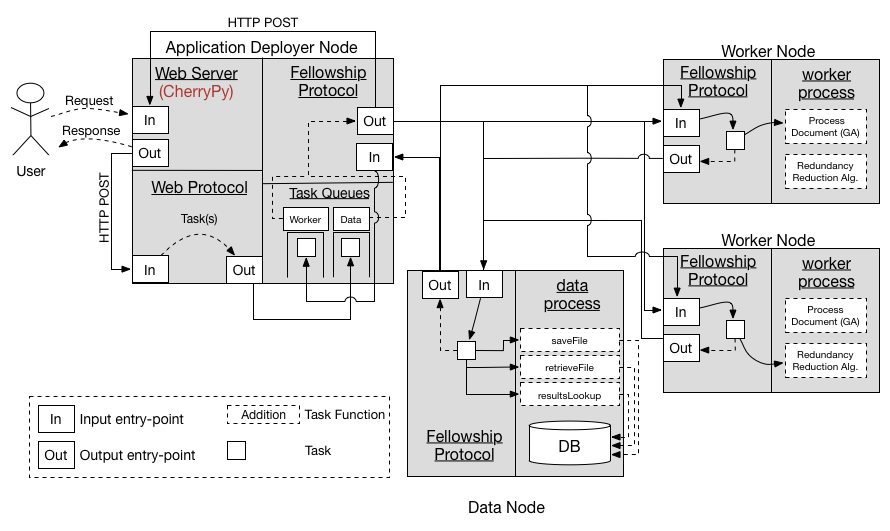 HTTP POST
Application Deployer Node
Web Server
(CherryPy)
Fellowship
Protocol
Request
Response
User
In
Out
Out
In
HTTP POST
Web Protocol
Task(s)
In
Out
Task Queues
Worker
Data
Worker Node
Fellowship
Protocol
worker
process
In
Out
Process
Document (GA)
Redundancy
Reduction Alg.
Worker Node
Fellowship
Protocol
worker
process
In
Out
Process
Document (GA)
Redundancy
Reduction Alg.
Out
In
data
process
saveFile
retrieveFile
resultsLookup
Fellowship
Protocol
DB
Data Node
In
Input entry-point
Addition
Task Function
Out
Output entry-point
Task